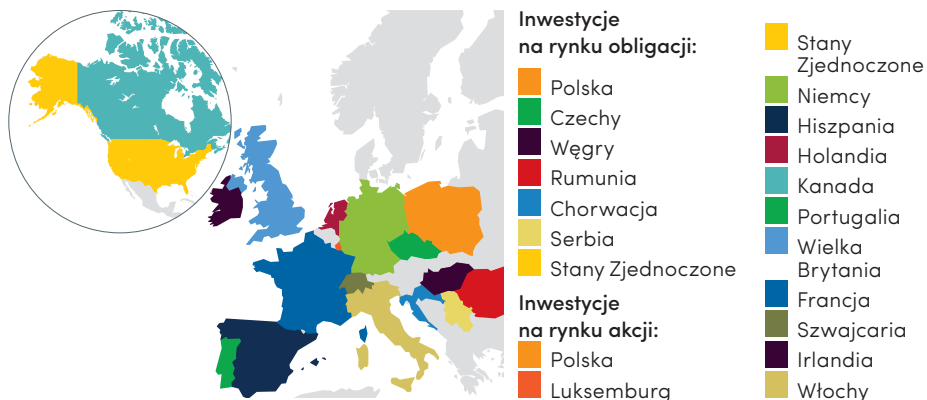 Inwestycje
na rynku obligacji:
Polska
Czechy
Węgry
Rumunia
Chorwacja
Serbia
Stany Zjednoczone
Inwestycje
na rynku akcji:
Polska
Luksemburg
Stany
Zjednoczone
Niemcy
Hiszpania
Holandia
Kanada
Portugalia
Wielka
Brytania
Francja
Szwajcaria
Irlandia
Włochy